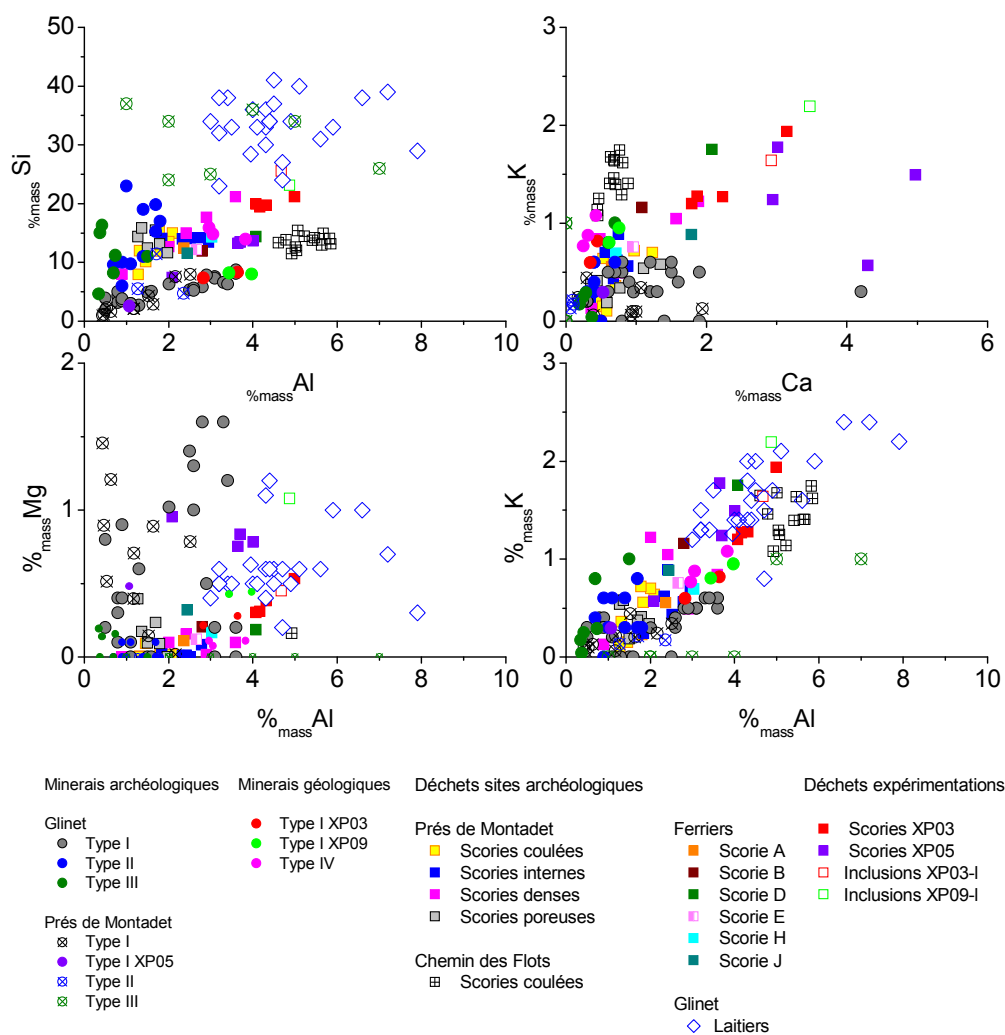 50
40
30
20
10
0
%mass Si
0 2 4 6 8 10
%mass Al
3
2
1
0
%mass K
0 2 4 6
%mass Ca
2
1
0
%mass Mg
0 2 4 6 8 10
%mass Al
3
2
1
0
%mass K
0 2 4 6 8 10
%mass Al
Minerais archéologiques
Glinet
Type I
Type II
Type III
Prés de Montadet
Type I
Type I XP05
Type II
Type III
Minerais géologiques
Type I XP03
Type I XP09
Type IV
Déchets sites archéologiques
Prés de Montadet
Scories coulées
Scories internes
Scories denses
Scories poreuses
Chemin des Flots
Scories coulées
Ferriers
Scorie A
Scorie B
Scorie D
Scorie E
Scorie H
Scorie J
Glinet
Laitiers
Déchets expérimentations
Scories XP03
Scories XP05
Inclusions XP03-I
Inclusions XP09-I